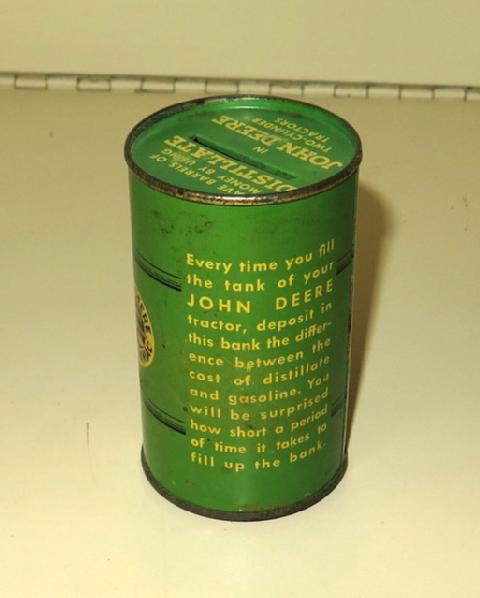 SAVE BARRELS OF
MONEY BY USING
DISTILLATE
IN
JOHN DEERE
TWO-CYLINDER
TRACTORS
Every time you fill
the tank of your
JOHN DEERE
tractor, deposit in
this bank the differ-
ence between the
cost of distillate
and gasoline. You
will be surprised
how short a period
of time it takes to
fill up the bank.